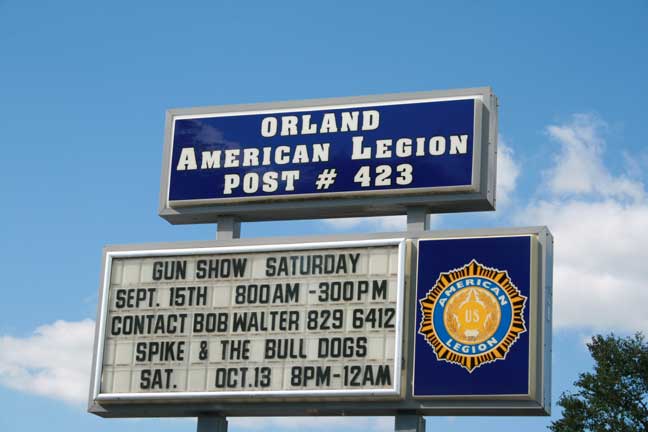 ORLAND
AMERICAN LEGION
POST # 423
GUN SHOW SATURDAY
SEPT. 15TH 800AM -300PM
CONTACT BOB WALTER 829 6412
SPIKE & THE BULL DOGS
SAT. OCT.13 8PM-12AM
AMERICAN
US
LEGION